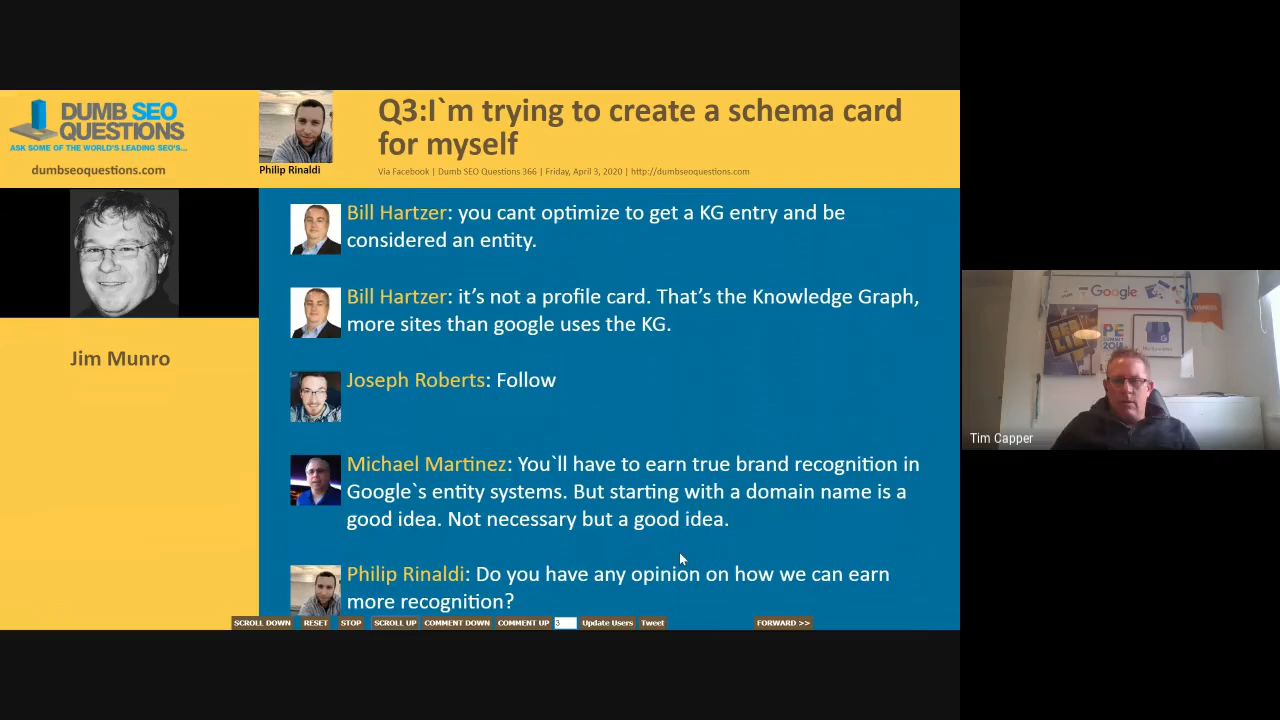 DUMB SEO
QUESTIONS
ASK SOME OF THE WORLD'S LEADING SEO'S...
dumbseoquestions.com
Philip Rinaldi
Q3:I`m trying to create a schema card
for myself
Via Facebook | Dumb SEO Questions 366 | Friday, April 3, 2020 | http://dumbseoquestions.com
Jim Munro
Bill Hartzer: you cant optimize to get a KG entry and be
considered an entity.
Bill Hartzer: it’s not a profile card. That’s the Knowledge Graph,
more sites than google uses the KG.
Joseph Roberts: Follow
Michael Martinez: You`ll have to earn true brand recognition in
Google`s entity systems. But starting with a domain name is a
good idea. Not necessary but a good idea.
Philip Rinaldi: Do you have any opinion on how we can earn
more recognition?
SCROLL DOWN RESET STOP SCROLL UP COMMENT DOWN COMMENT UP 3 Update Users Tweet FORWARD >>
Google
Tim Capper